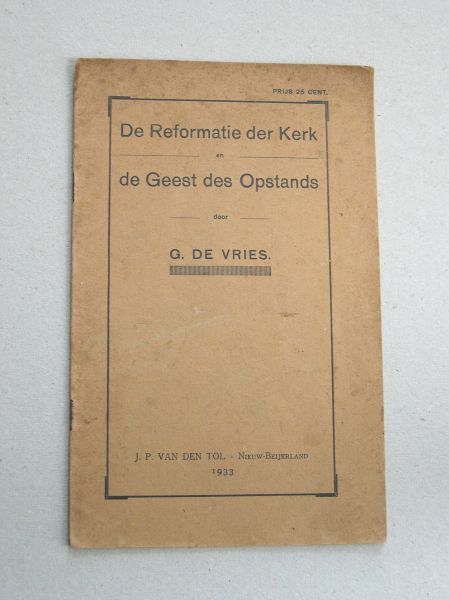 PRIJS 25 CENT.
De Reformatie der Kerk
en
de Geest des Opstands
door
G. DE VRIES.
J. P. VAN DEN TOL - NIEUW-BEIJERLAND
1933